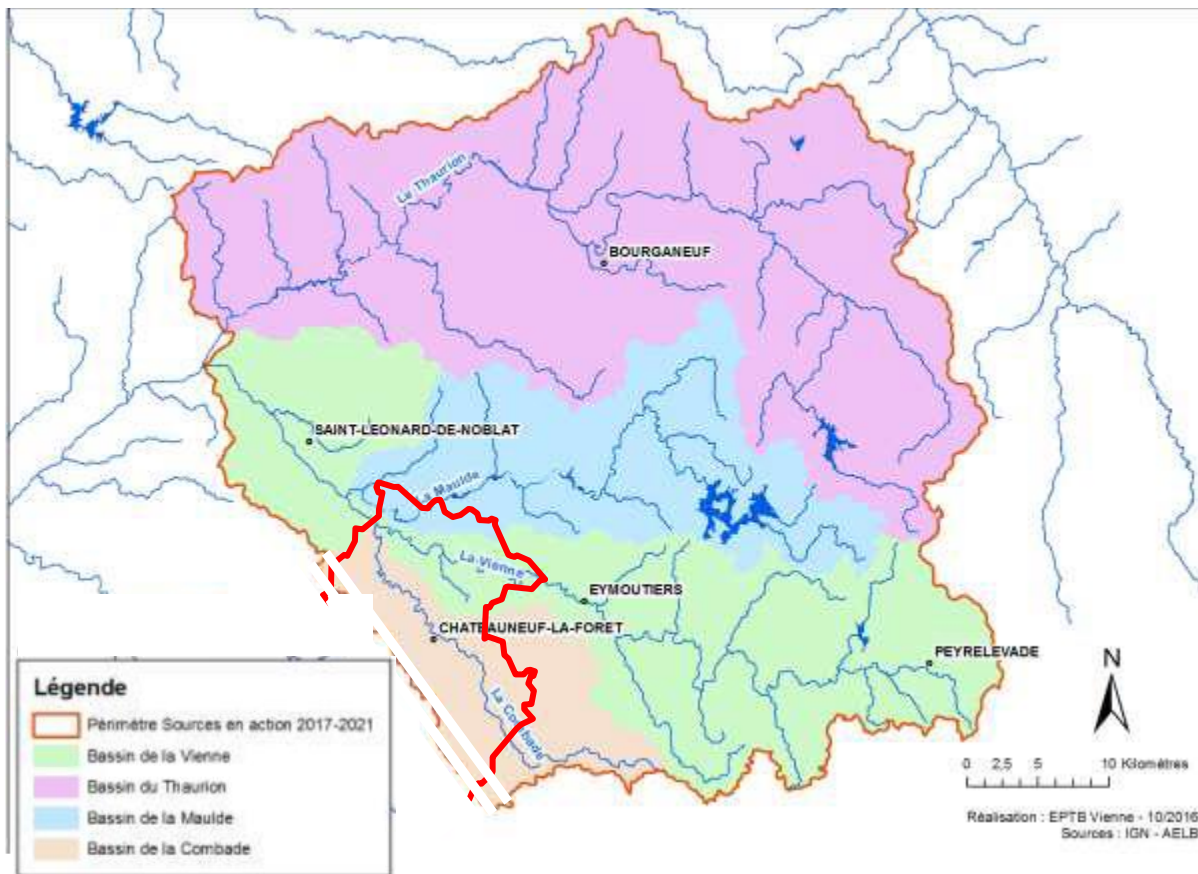 Le Thaurion
BOURGANEUF
SAINT-LEONARD-DE-NOBLAT
La Maulde
La Vienne
EYMOUTIERS
CHATEAUNEUF-LA-FORET
PEYRELEVADE
La Combade
N
0 2,5 5 10 Kilomètres
Réalisation : EPTB Vienne - 10/2016
Sources : IGN - AELB
Légende
Périmètre Sources en action 2017-2021
Bassin de la Vienne
Bassin du Thaurion
Bassin de la Maulde
Bassin de la Combade